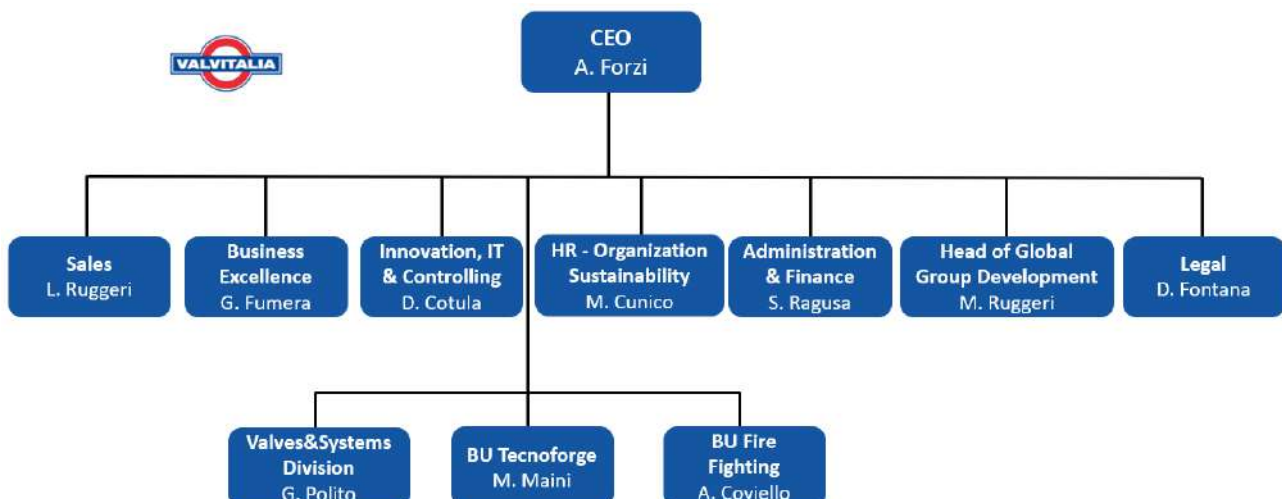 VALVITALIA
CEO
A. Forzi
Sales
L. Ruggeri
Business
Excellence
G. Fumera
Innovation, IT
& Controlling
D. Cotula
HR - Organization
Sustainability
M. Cunico
Administration
& Finance
S. Ragusa
Head of Global
Group Development
M. Ruggeri
Legal
D. Fontana
Valves&Systems
Division
G. Polito
BU Tecnoforge
M. Maini
BU Fire
Fighting
A. Coviello